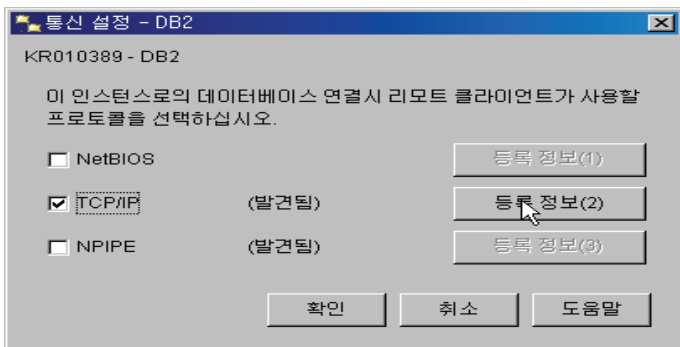 통신 설정 - DB2
KR010389 - DB2
이 인스턴스로의 데이터베이스 연결시 리모트 클라이언트가 사용할
프로토콜을 선택하십시오.
NetBIOS 등록 정보(1)
TCP/IP (발견됨) 등록 정보(2)
NPIPE (발견됨) 등록 정보(3)
확인 취소 도움말